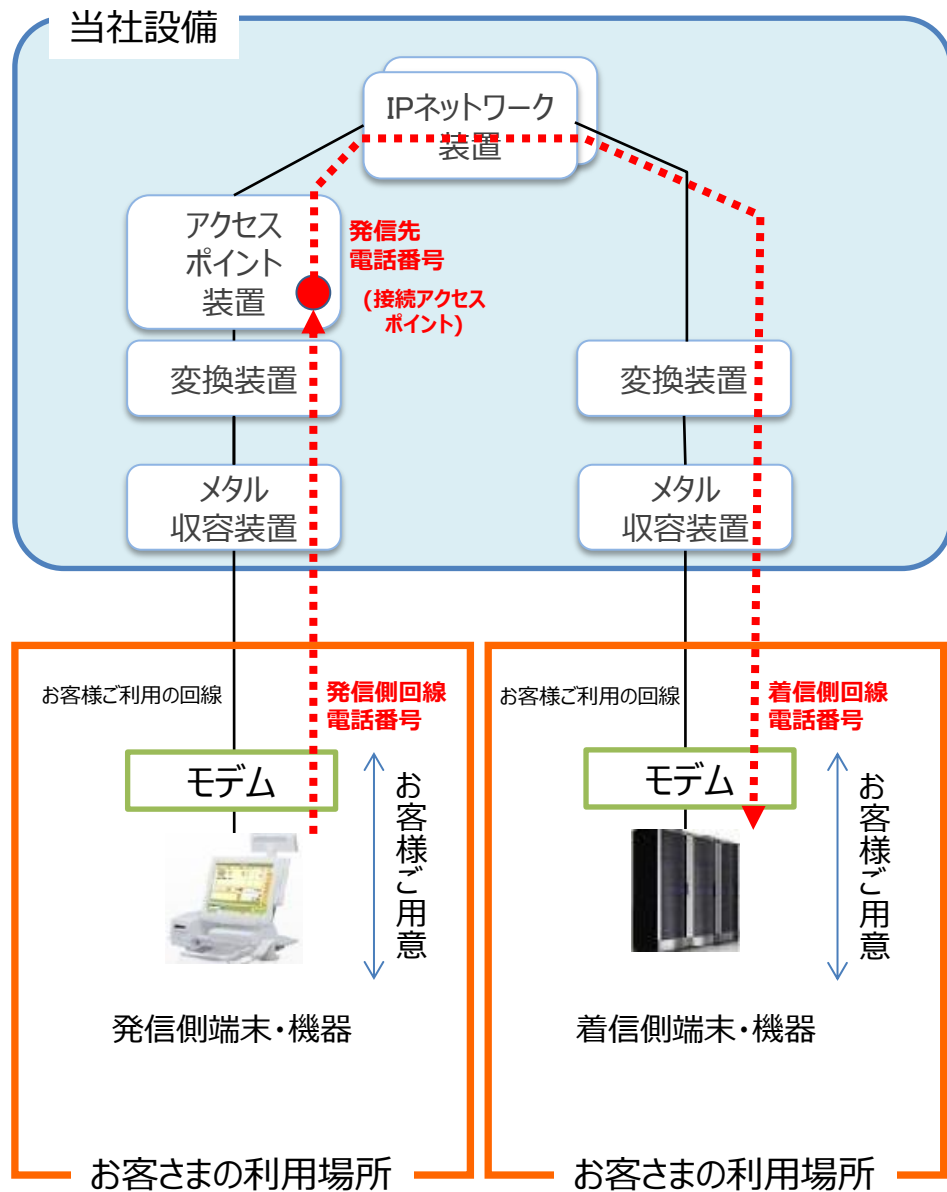 当社設備
IPネットワーク
装置
アクセス
ポイント
装置
発信先
電話番号
(接続アクセス
ポイント)
変換装置
変換装置
メタル
収容装置
メタル
収容装置
お客様ご利用の回線
発信側回線
電話番号
お客様ご利用の回線
着信側回線
電話番号
モデム
お客様ご用意
モデム
お客様ご用意
発信側端末・機器
着信側端末・機器
お客さまの利用場所
お客さまの利用場所